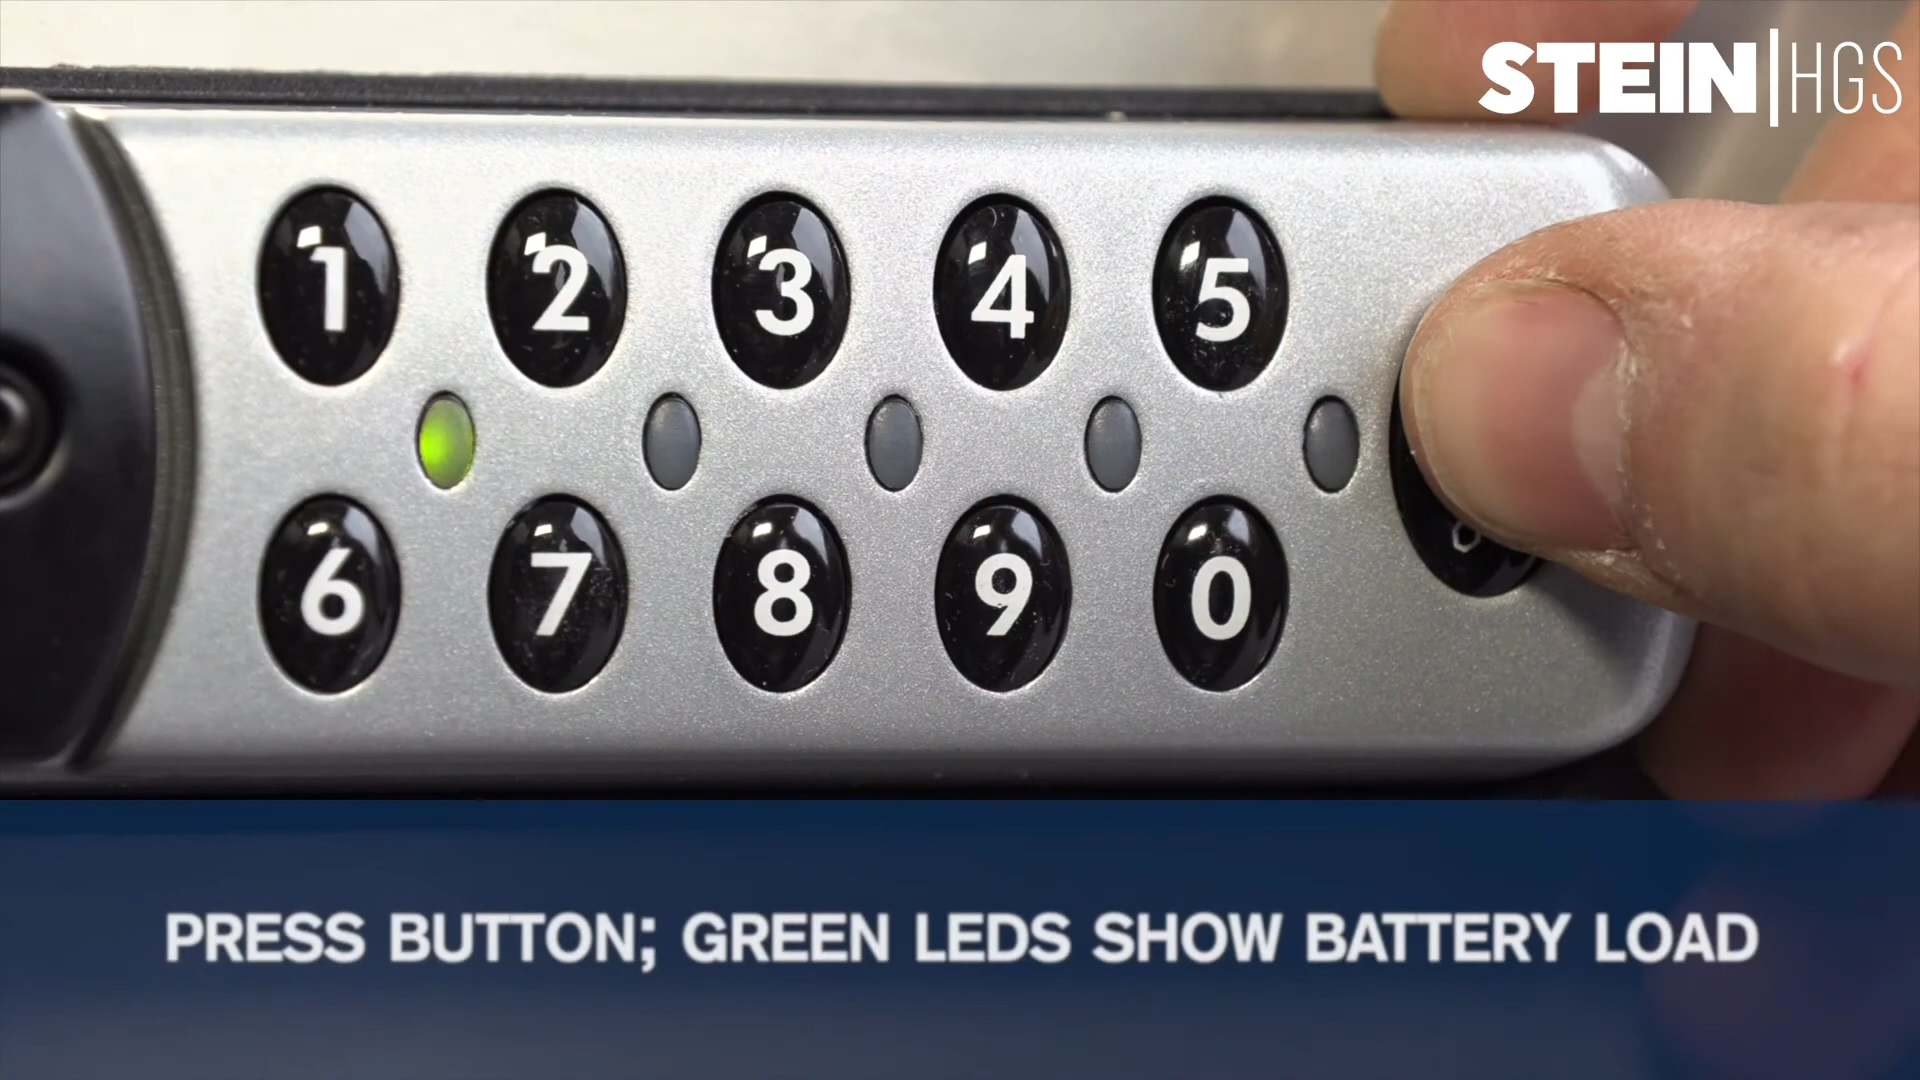 STEIN|HGS
1 2 3 4 5
6 7 8 9 0
PRESS BUTTON; GREEN LEDS SHOW BATTERY LOAD